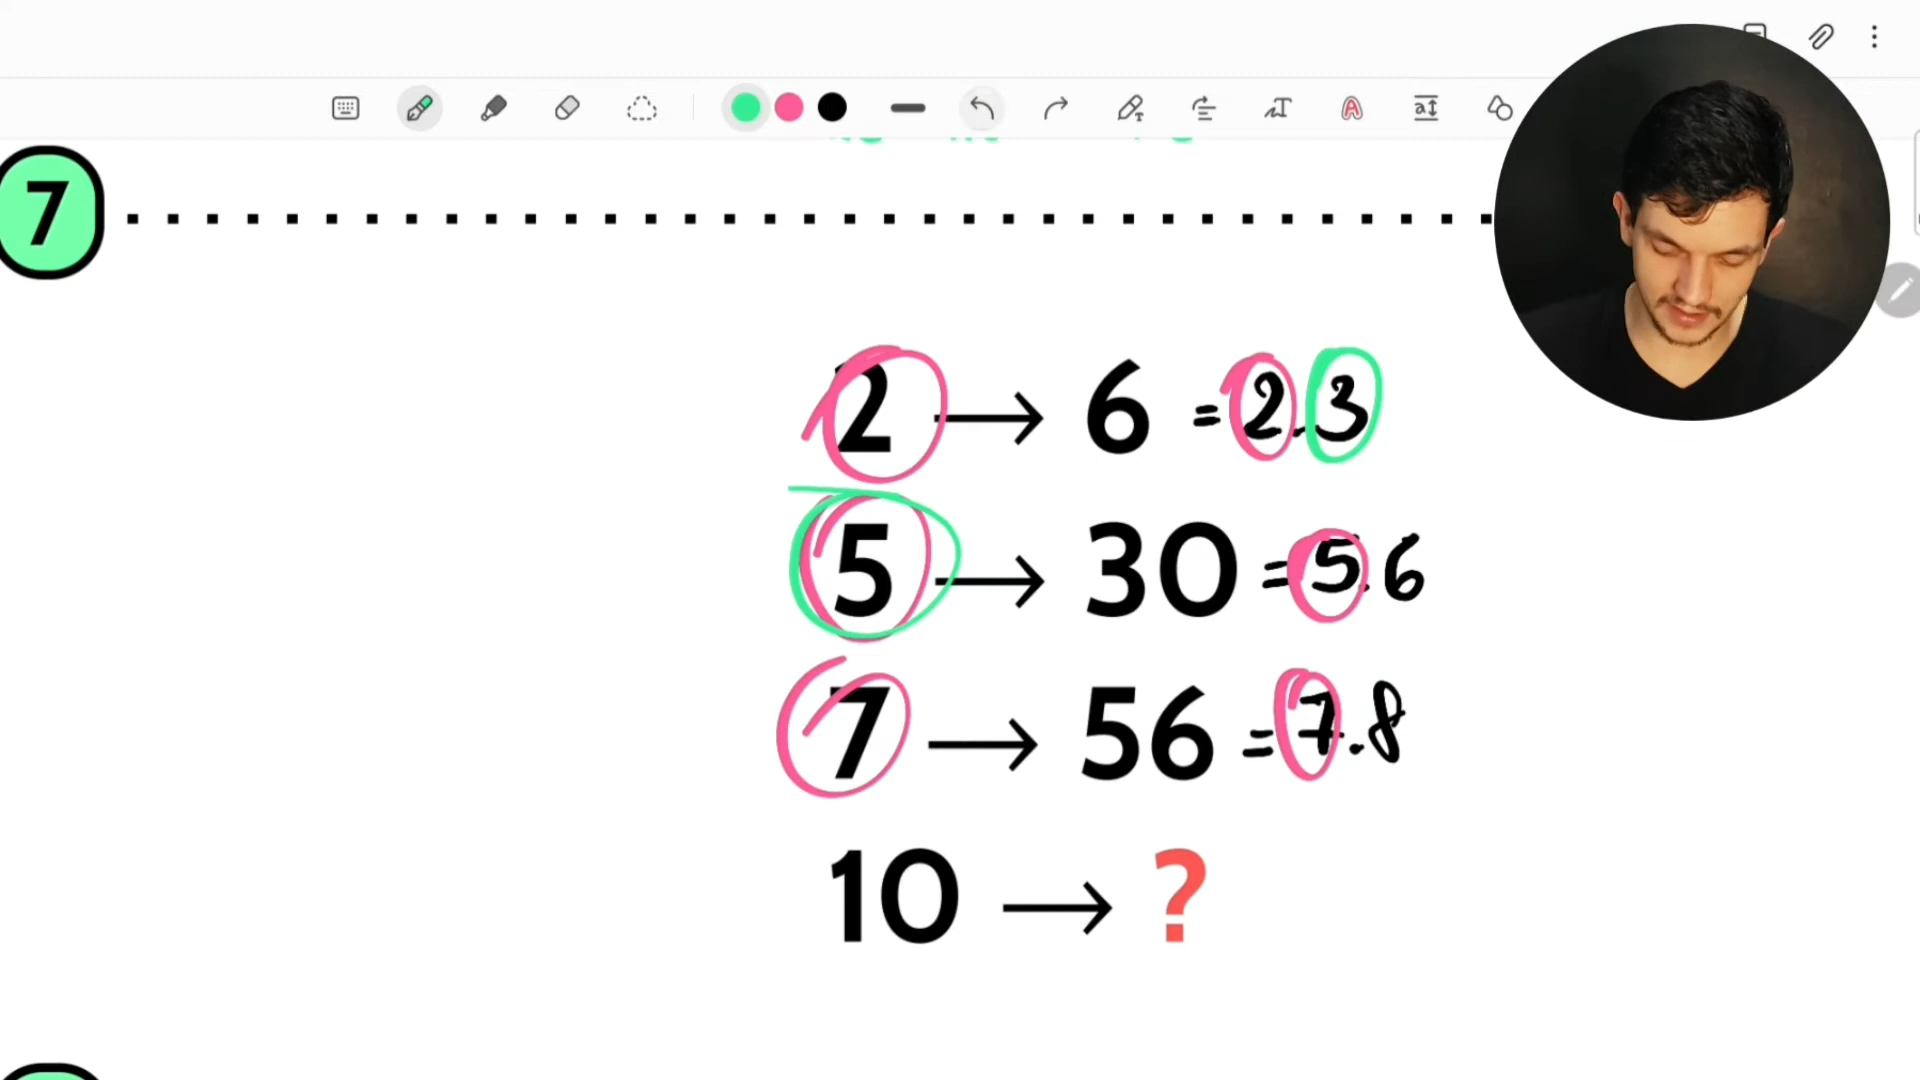 7
2 → 6 = 2.3
5 → 30 = 5.6
7 → 56 = 7.8
10 → ?